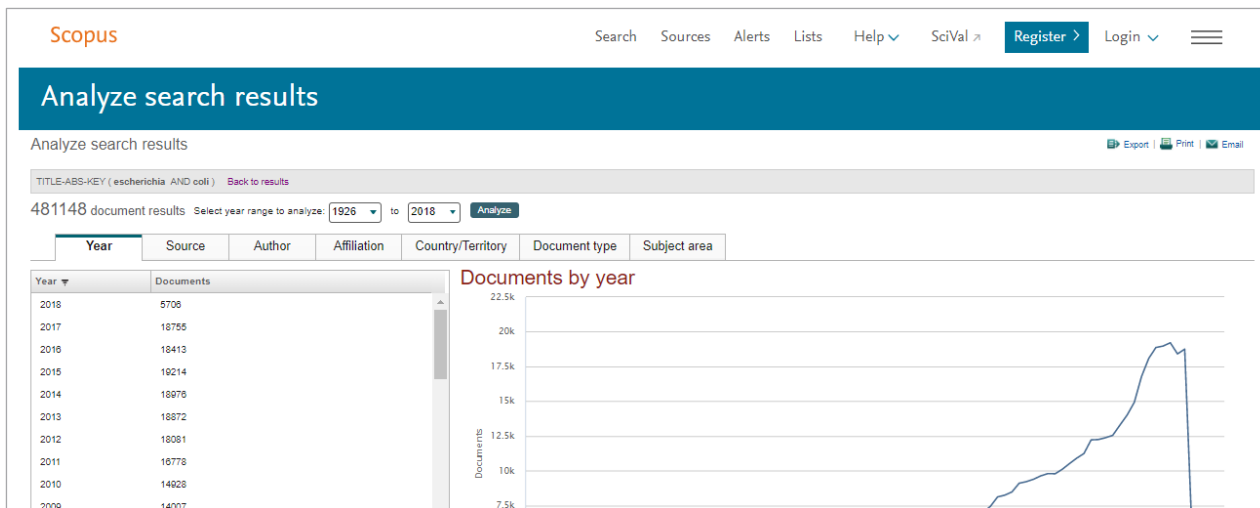 Scopus
Search Sources Alerts Lists Help SciVal Register Login
Analyze search results
Analyze search results
Export | Print | Email
TITLE-ABS-KEY ( escherichia AND coli ) Back to results
481148 document results Select year range to analyze: 1926 to 2018 Analyze
Year Source Author Affiliation Country/Territory Document type Subject area
Year Documents
2018 5706
2017 18755
2016 18413
2015 19214
2014 18976
2013 18872
2012 18081
2011 16778
2010 14928
2009 14007
Documents by year
22.5k
20k
17.5k
15k
12.5k
10k
7.5k
Documents